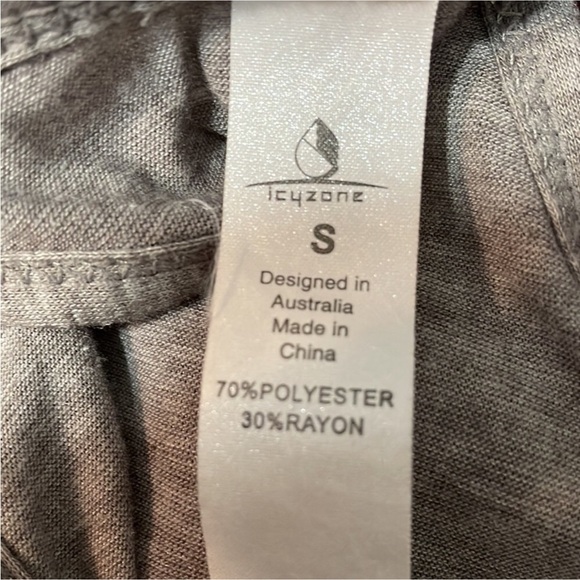 icyzone
S
Designed in
Australia
Made in
China
70%POLYESTER
30%RAYON